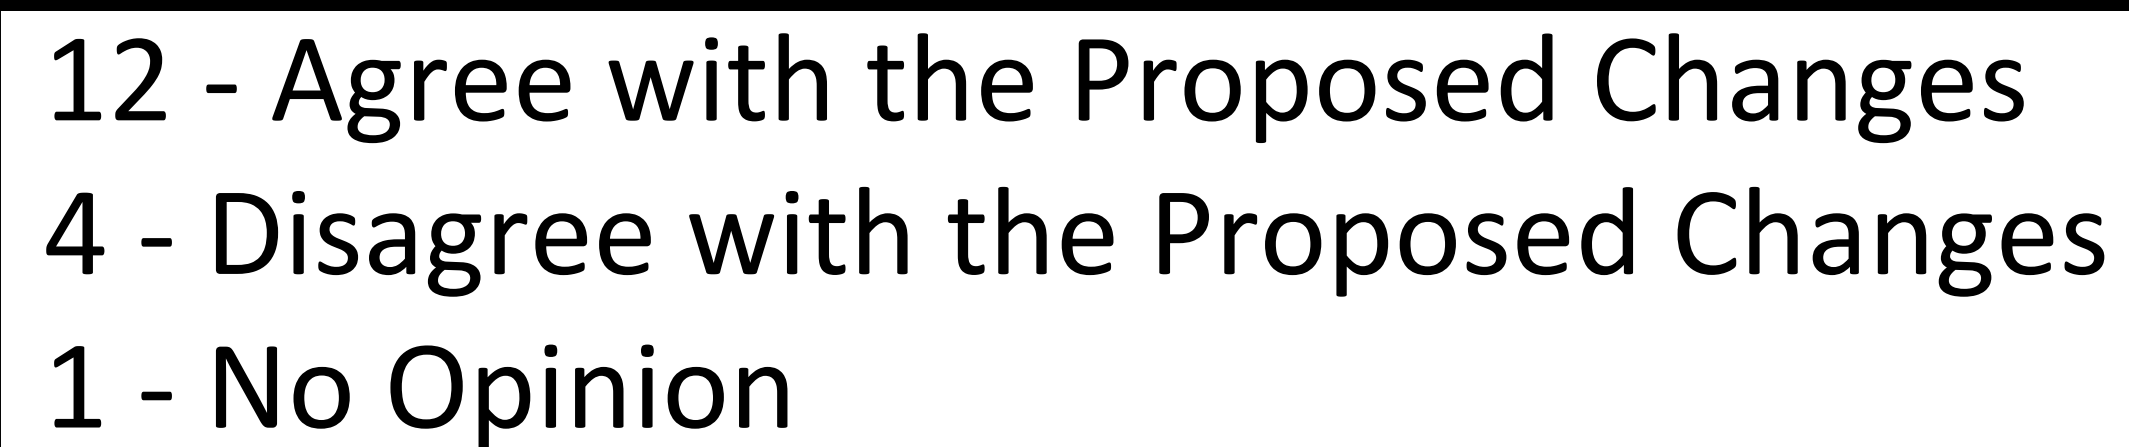 12 - Agree with the Proposed Changes
4 - Disagree with the Proposed Changes
1 - No Opinion